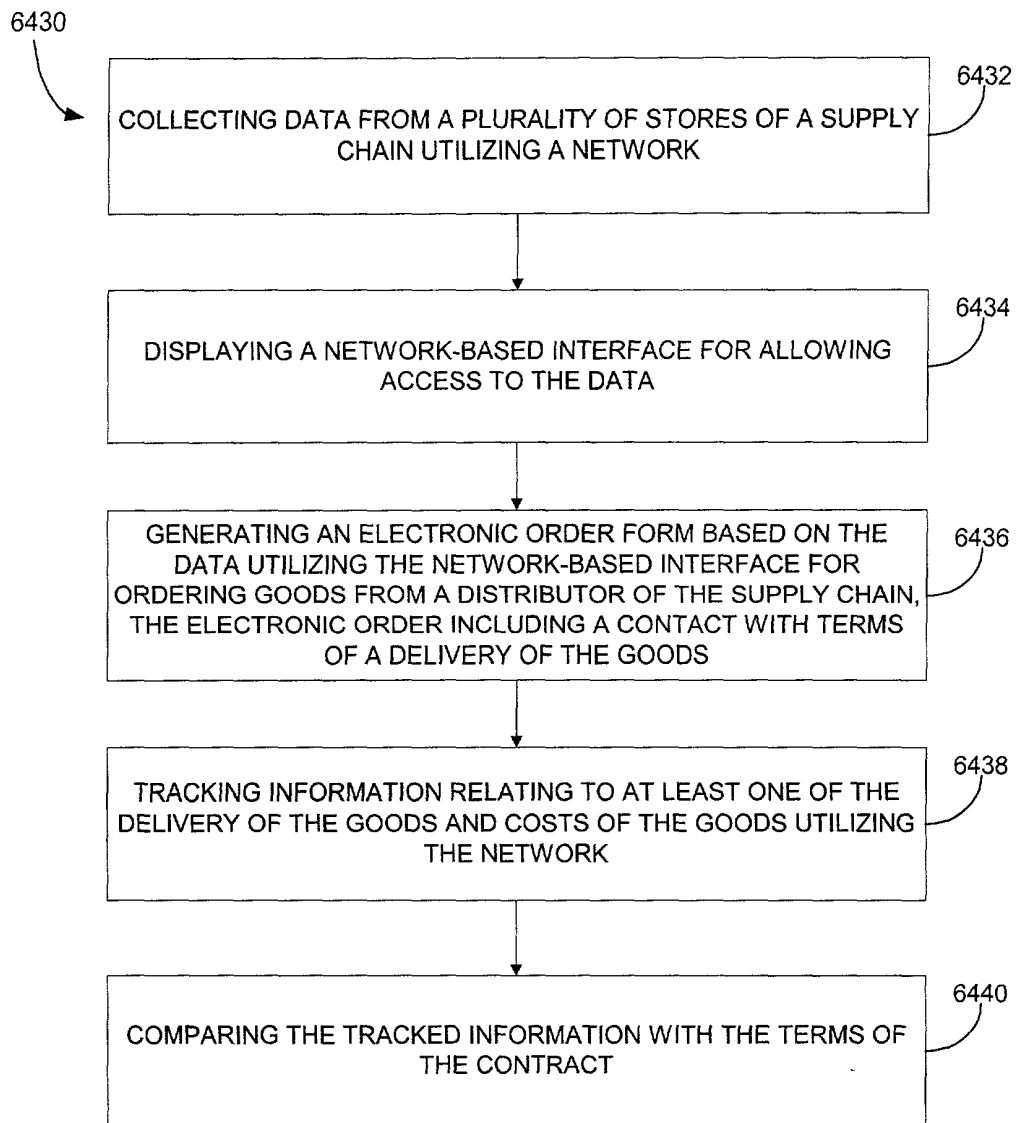 6430
6432
COLLECTING DATA FROM A PLURALITY OF STORES OF A SUPPLY
CHAIN UTILIZING A NETWORK
6434
DISPLAYING A NETWORK-BASED INTERFACE FOR ALLOWING
ACCESS TO THE DATA
6436
GENERATING AN ELECTRONIC ORDER FORM BASED ON THE
DATA UTILIZING THE NETWORK-BASED INTERFACE FOR
ORDERING GOODS FROM A DISTRIBUTOR OF THE SUPPLY CHAIN,
THE ELECTRONIC ORDER INCLUDING A CONTACT WITH TERMS
OF A DELIVERY OF THE GOODS
6438
TRACKING INFORMATION RELATING TO AT LEAST ONE OF THE
DELIVERY OF THE GOODS AND COSTS OF THE GOODS UTILIZING
THE NETWORK
6440
COMPARING THE TRACKED INFORMATION WITH THE TERMS OF
THE CONTRACT